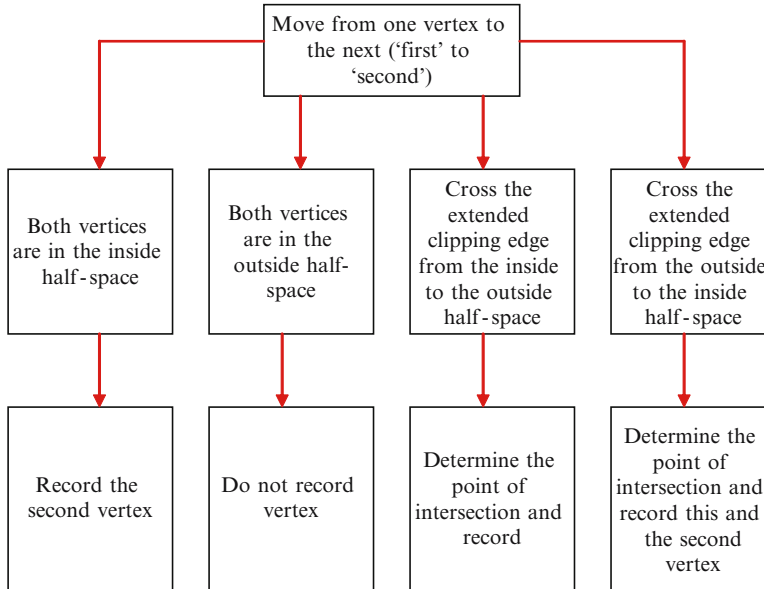 Move from one vertex to
the next (‘first’ to
‘second’)
Both vertices
are in the inside
half-space
Both vertices
are in the
outside half-
space
Cross the
extended
clipping edge
from the inside
to the outside
half-space
Cross the
extended
clipping edge
from the outside
to the inside
half-space
Record the
second vertex
Do not record
vertex
Determine the
point of
intersection and
record
Determine the
point of
intersection and
record this and
the second
vertex